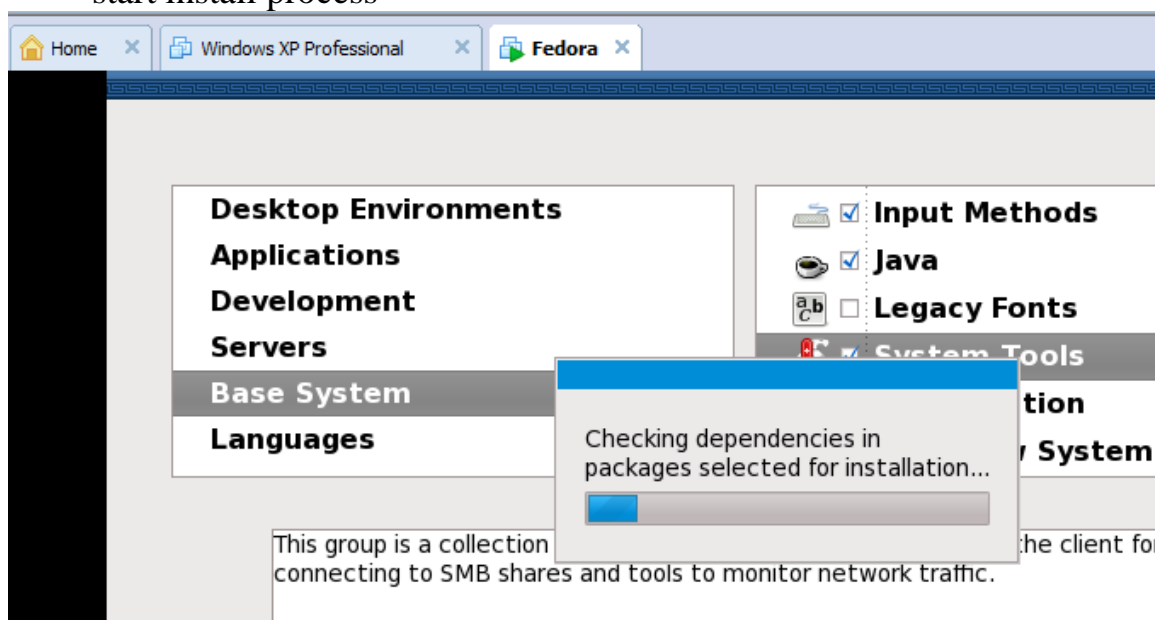 start install process
Home
Windows XP Professional
Fedora
Desktop Environments
Applications
Development
Servers
Base System
Languages
Input Methods
Java
Legacy Fonts
System Tools
tion
System
Checking dependencies in
packages selected for installation...
This group is a collection
the client for
connecting to SMB shares and tools to monitor network traffic.